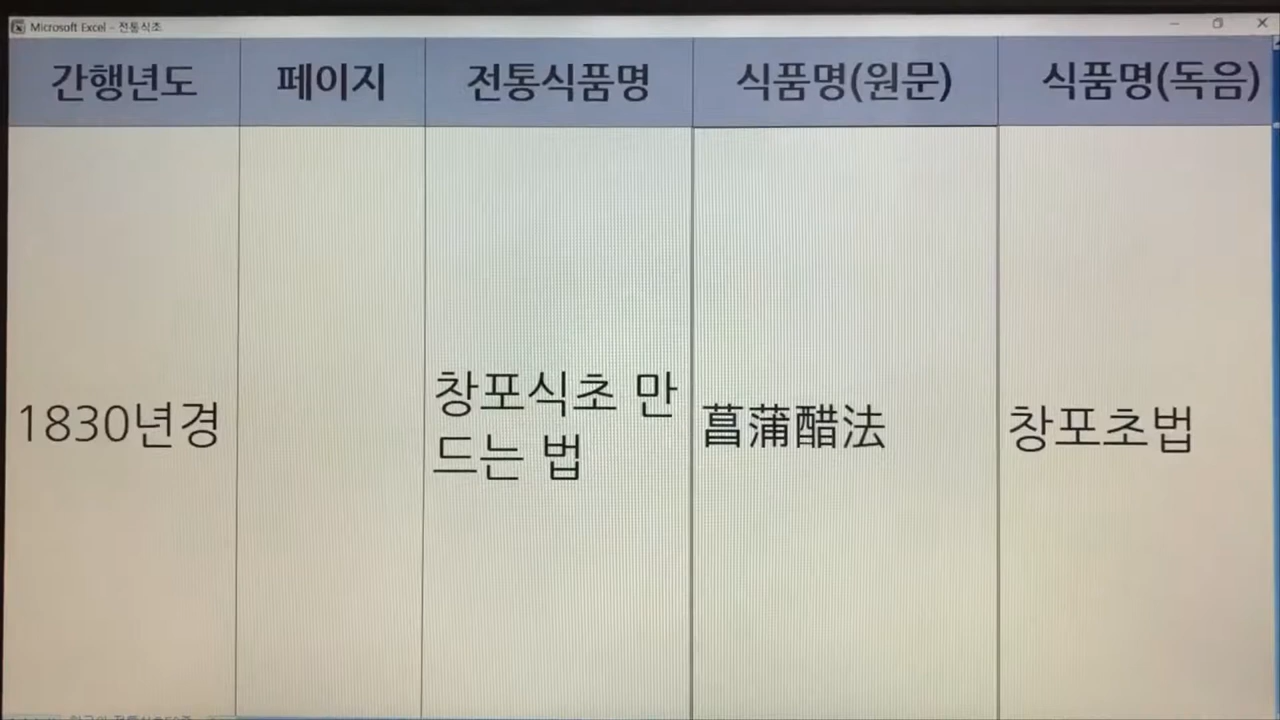 Microsoft Excel - 전통식초
간행년도 페이지 전통식품명 식품명(원문) 식품명(독음)
1830년경 창포식초 만드는 법 菖蒲醋法 창포초법